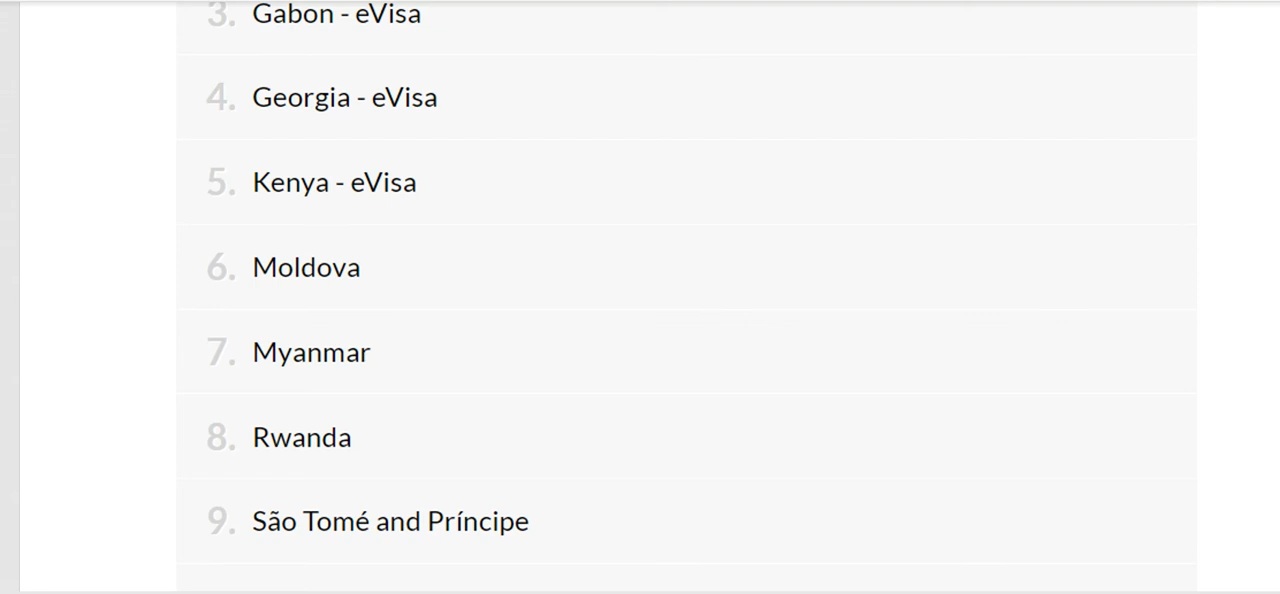 3. Gabon - eVisa
4. Georgia - eVisa
5. Kenya - eVisa
6. Moldova
7. Myanmar
8. Rwanda
9. São Tomé and Príncipe